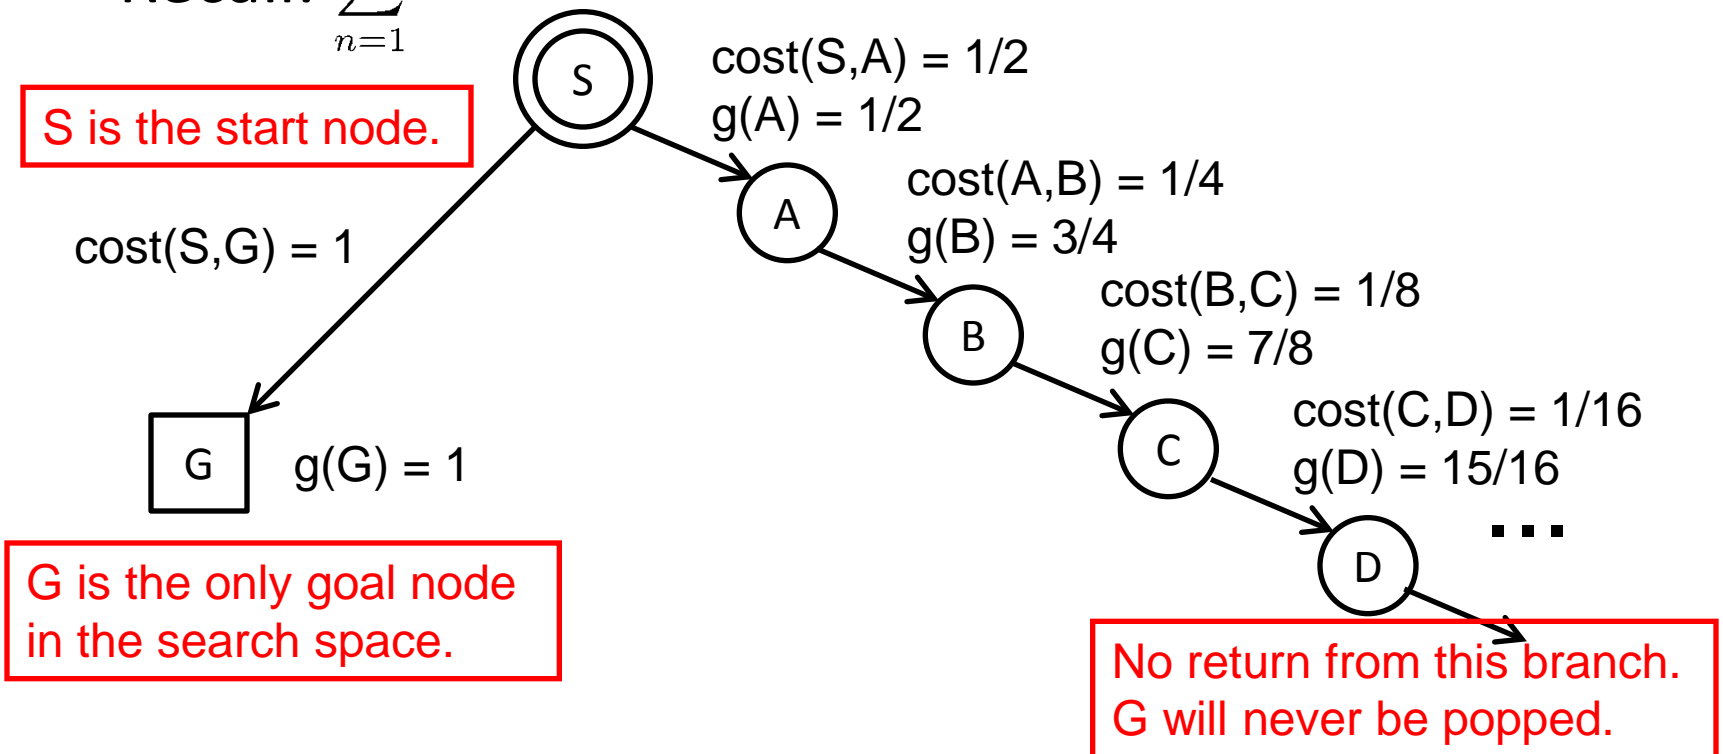 n=1
S
cost(S,A) = 1/2
g(A) = 1/2
S is the start node.
A
cost(A,B) = 1/4
g(B) = 3/4
cost(S,G) = 1
B
cost(B,C) = 1/8
g(C) = 7/8
C
cost(C,D) = 1/16
g(D) = 15/16
G
g(G) = 1
...
D
G is the only goal node
in the search space.
No return from this branch.
G will never be popped.